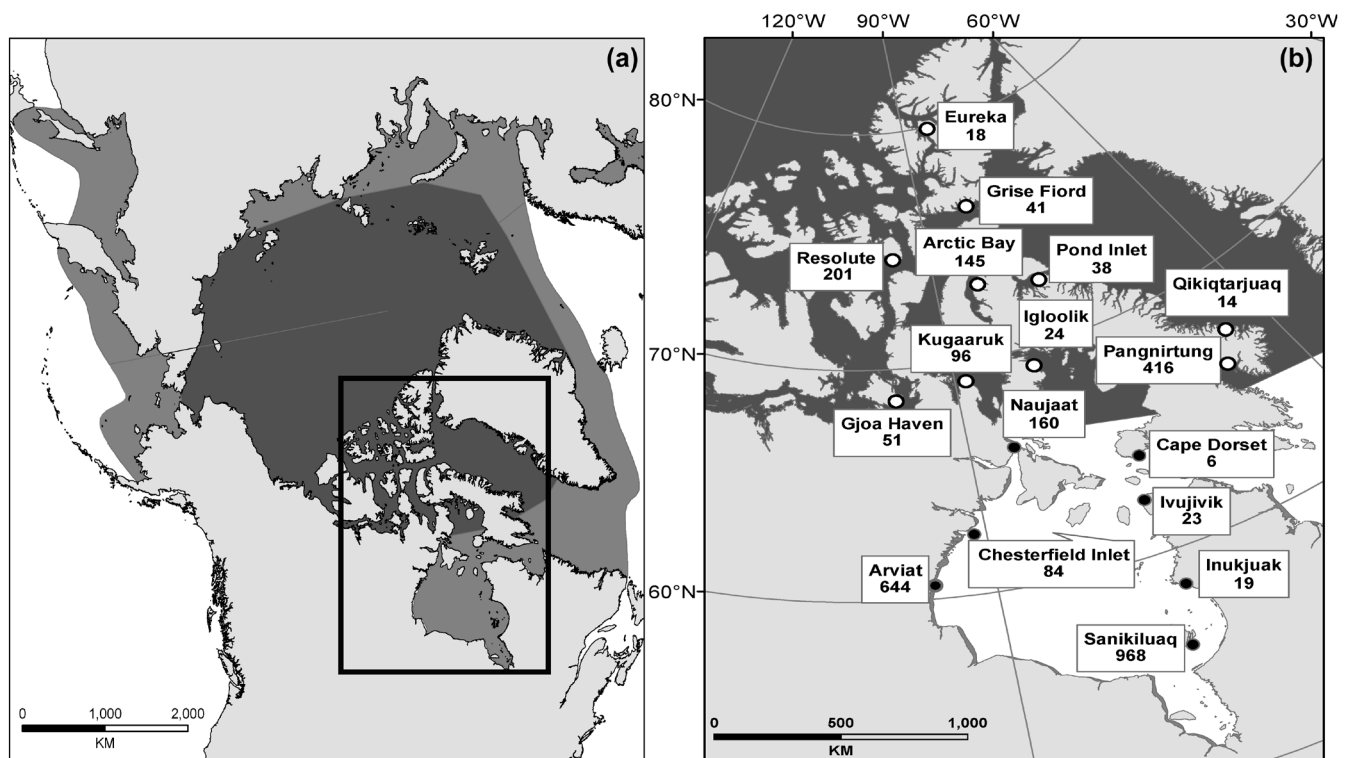 (a)
0 1,000 2,000
KM
120°W 90°W 60°W 30°W
(b)
80°N
70°N
60°N
Eureka
18
Grise Fiord
41
Arctic Bay
145
Pond Inlet
38
Resolute
201
Qikiqtarjuaq
14
Igloolik
24
Kugaaruk
96
Pangnirtung
416
Naujaat
160
Gjoa Haven
51
Cape Dorset
6
Ivujivik
23
Chesterfield Inlet
84
Arviat
644
Inukjuak
19
Sanikiluaq
968
0 500 1,000
KM